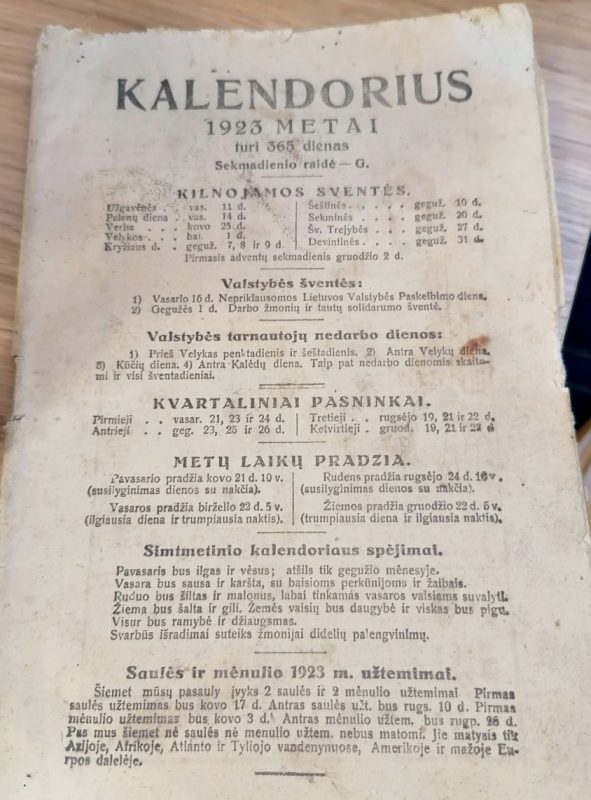 KALENDORIUS
1923 METAI
turi 365 dienas
Sekmadienio raidė — G.
KILNOJAMOS ŠVENTĖS.
Užgavėnės . vas. 11 d.
Pelenų diena . vas. 14 d.
Verba . . kovo 25 d.
Velykos . . . bal. 1 d.
Kryžiaus d. . geguž. 7, 8 ir 9 d.
Šeštinės . . . . . geguž. 10 d.
Sekminės . . . . geguž. 20 d.
Šv. Trejybės . . . geguž. 27 d.
Devintinės . . . . geguž. 31 d.
Pirmasis adventų sekmadienis gruodžio 2 d.
Valstybės šventės:
1) Vasario 16 d. Nepriklausomos Lietuvos Valstybės Paskelbimo diena.
2) Gegužės 1 d. Darbo žmonių ir tautų solidarumo šventė.
Valstybės tarnautojų nedarbo dienos:
1) Prieš Velykas penktadienis ir šeštadienis. 2) Antra Velykų diena.
3) Kūčių diena. 4) Antra Kalėdų diena. Taip pat nedarbo dienomis skaito-
mi ir visi šventadieniai.
KVARTALINIAI PASNINKAI.
Pirmieji . . vasar. 21, 23 ir 24 d.
Antrieji . . geg. 23, 25 ir 26 d.
Tretieji . . rugsėjo 19, 21 ir 22 d.
Ketvirtieji . gruod. 19, 21 ir 22 d
METŲ LAIKŲ PRADŽIA.
Pavasario pradžia kovo 21 d. 10 v.
(susilyginimas dienos su nakčia).
Vasaros pradžia birželio 22 d. 5 v.
(ilgiausia diena ir trumpiausia naktis).
Rudens pradžia rugsėjo 24 d. 16 v.
(susilyginimas dienos su nakčia).
Žiemos pradžia gruodžio 22 d. 5 v.
(trumpiausia diena ir ilgiausia naktis).
Šimtmetinio kalendoriaus spėjimai.
Pavasaris bus ilgas ir vėsus; atšils tik gegužio mėnesyje.
Vasara bus sausa ir karšta, su baisioms perkūnijoms ir žaibais.
Ruduo bus šiltas ir malonus, labai tinkamas vasaros vaisiams suvalyti.
Žiema bus šalta ir gili. Žemės vaisių bus daugybė ir viskas bus pigu.
Visur bus ramybė ir džiaugsmas.
Svarbūs išradimai suteiks žmonijai didelių palengvinimų.
Saulės ir mėnulio 1923 m. užtemimai.
Šiemet mūsų pasauly įvyks 2 saulės ir 2 mėnulio užtemimai Pirmas
saulės užtemimas bus kovo 17 d. Antras saulės užt. bus rugs. 10 d. Pirmas
mėnulio užtemimas bus kovo 3 d. Antras mėnulio užtem. bus rugp. 26 d.
Pas mus šiemet nė saulės nė menulio užtem. nebus matomi. Jie matysis tik
Azijoje, Afrikoje, Atlanto ir Tyliojo vandenynuose, Amerikoje ir mažoje Eu-
rpos dalelėje.